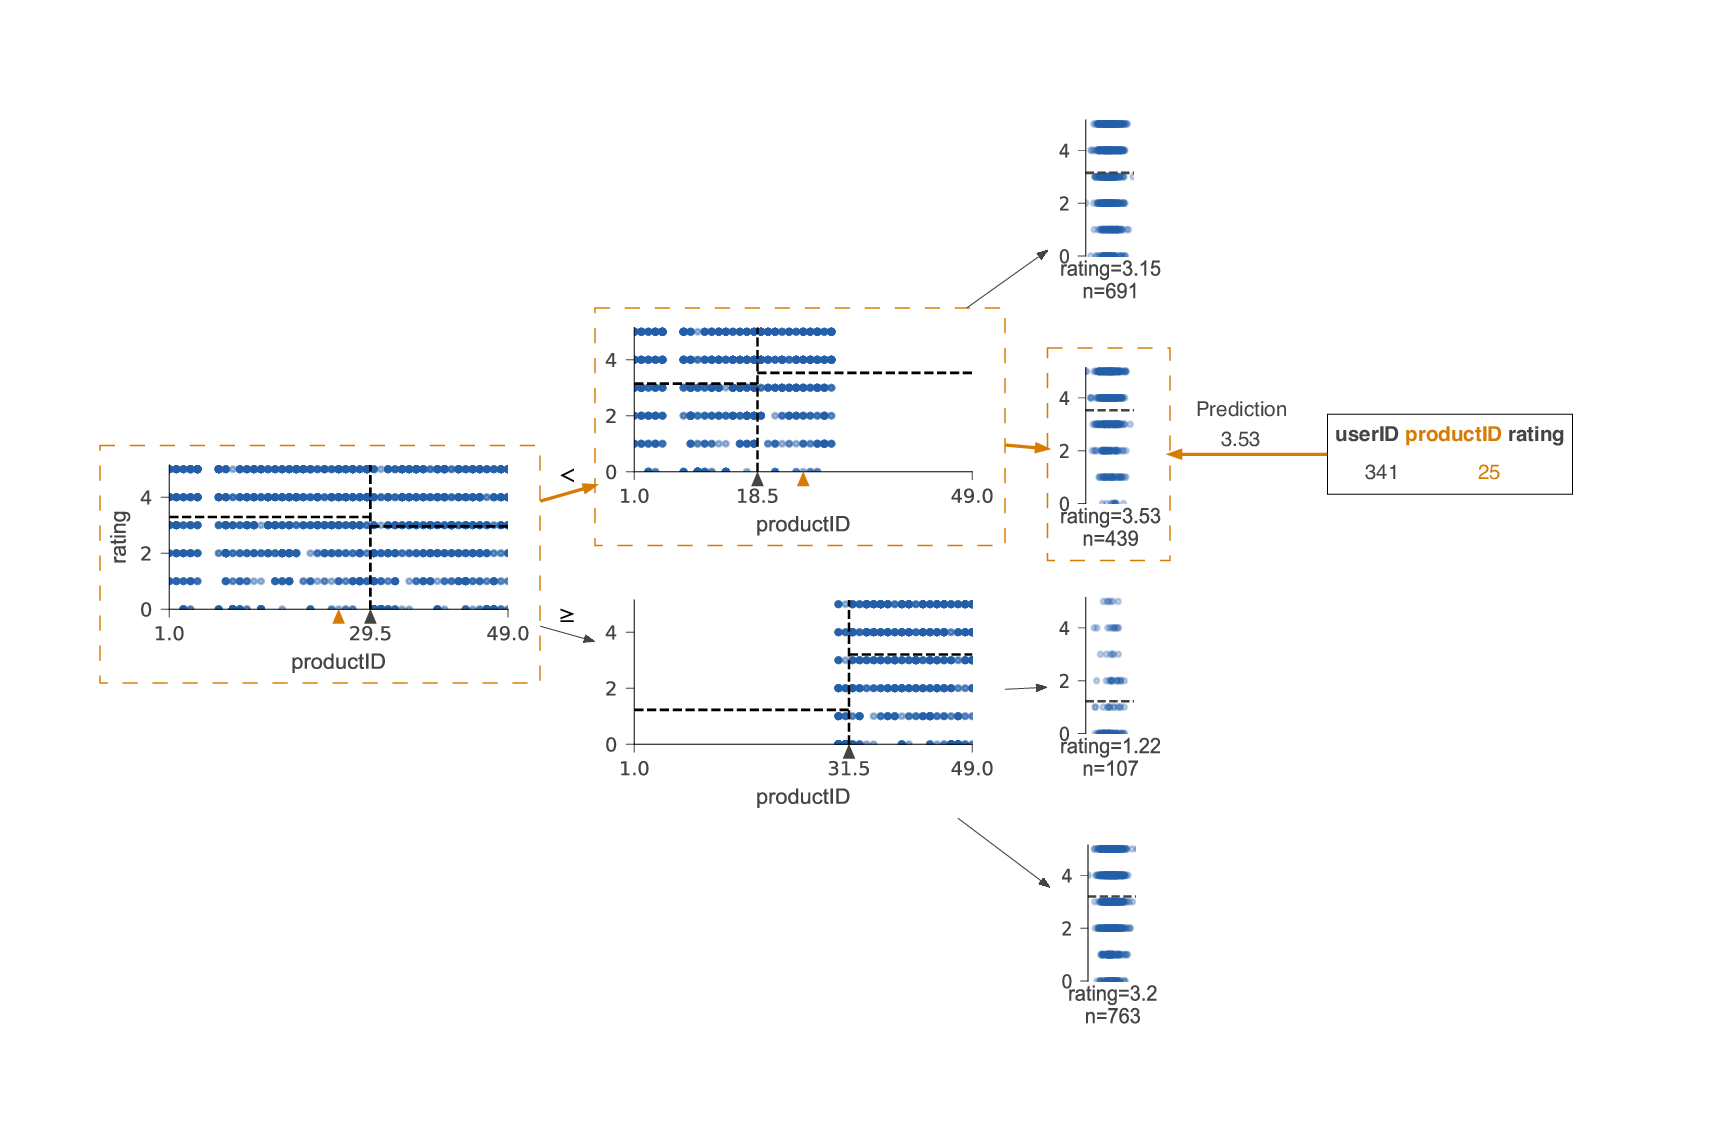 4
2
0
rating
1.0
29.5
49.0
productID
<
≥
4
2
0
1.0
18.5
49.0
productID
4
2
0
1.0
31.5
49.0
productID
4
2
0
rating=3.15
n=691
4
2
0
rating=3.53
n=439
4
2
0
rating=1.22
n=107
4
2
0
rating=3.2
n=763
Prediction
3.53
userID productID rating
341 25